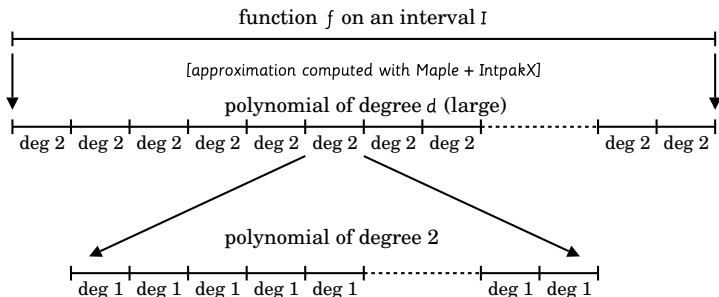 function f on an interval I
[approximation computed with Maple + IntpakX]
polynomial of degree d (large)
deg 2 deg 2 deg 2 deg 2 deg 2 deg 2 deg 2 deg 2 deg 2 deg 2
polynomial of degree 2
deg 1 deg 1 deg 1 deg 1 deg 1 deg 1 deg 1